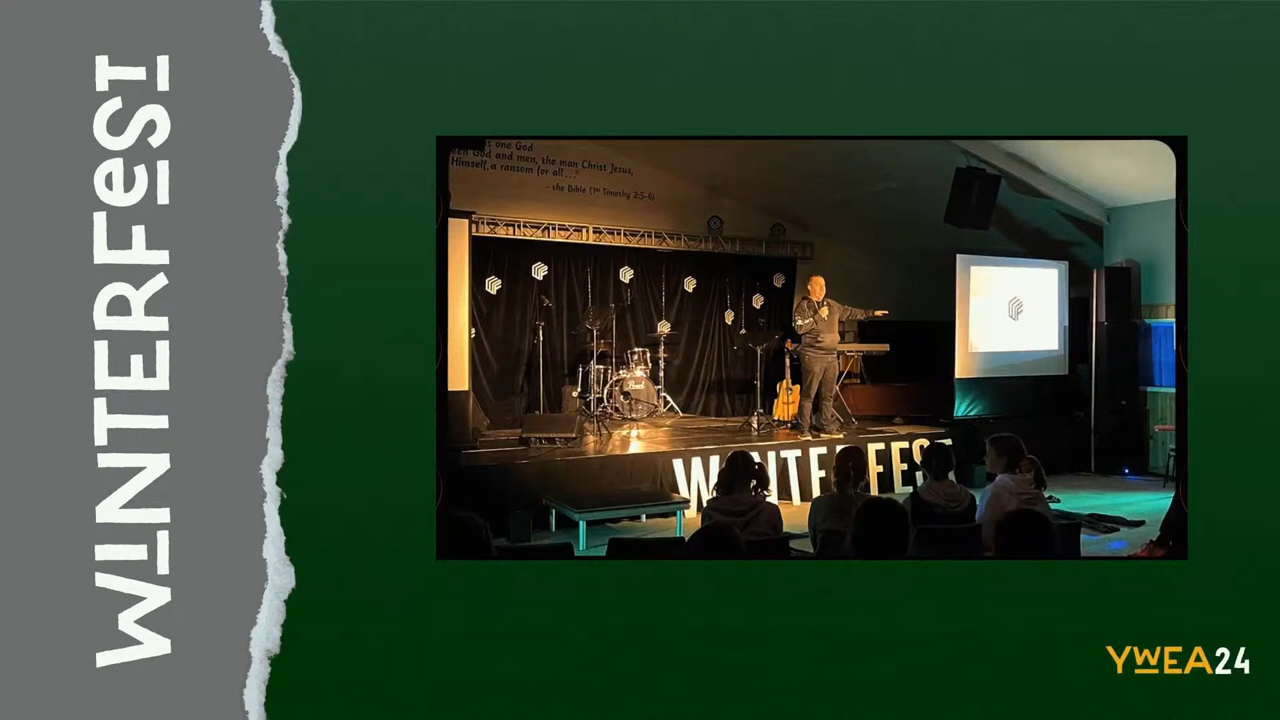 WINTERFEST
s one God
God and men, the man Christ Jesus,
Himself, a ransom for all..."
- the Bible (1st Timothy 2:5-6)
Pearl
WINTERFEST
YWEA24